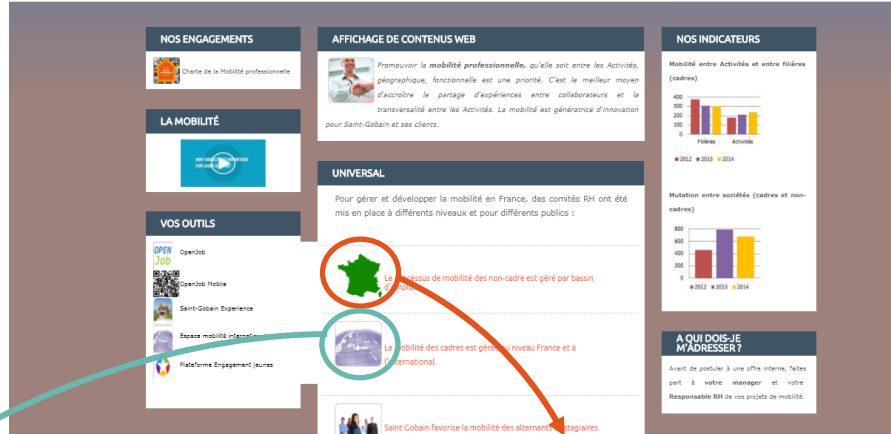 NOS ENGAGEMENTS
Charte de la Mobilité professionnelle
LA MOBILITÉ
VOS OUTILS
OPEN Job
OpenJob
OpenJob Mobile
Saint-Gobain Experience
Espace mobilité
Plateforme Engagement Jeunes
AFFICHAGE DE CONTENUS WEB
Promouvoir la mobilité professionnelle, qu'elle soit entre les Activités,
géographique, fonctionnelle est une priorité. C'est le meilleur moyen
d'accroître le partage d'expériences entre collaborateurs et la
transversalité entre les Activités. La mobilité est génératrice d'innovation
pour Saint-Gobain et ses clients.
UNIVERSAL
Pour gérer et développer la mobilité en France, des comités RH ont été
mis en place à différents niveaux et pour différents publics :
Le processus de mobilité des non-cadre est géré par bassin
La mobilité des cadres est gérée au niveau France et à
l'international.
Saint-Gobain favorise la mobilité des alternants stagiaires.
NOS INDICATEURS
Mobilité entre Activités et entre filières
(cadres)
400
300
200
100
0
Filières Activités
2012 2013 2014
Mutation entre sociétés (cadres et non-
cadres)
800
600
400
200
0
2012 2013 2014
A QUI DOIS-JE
M'ADRESSER ?
Avant de postuler à une offre interne, faites
part à votre manager et votre
Responsable RH de vos projets de mobilité.